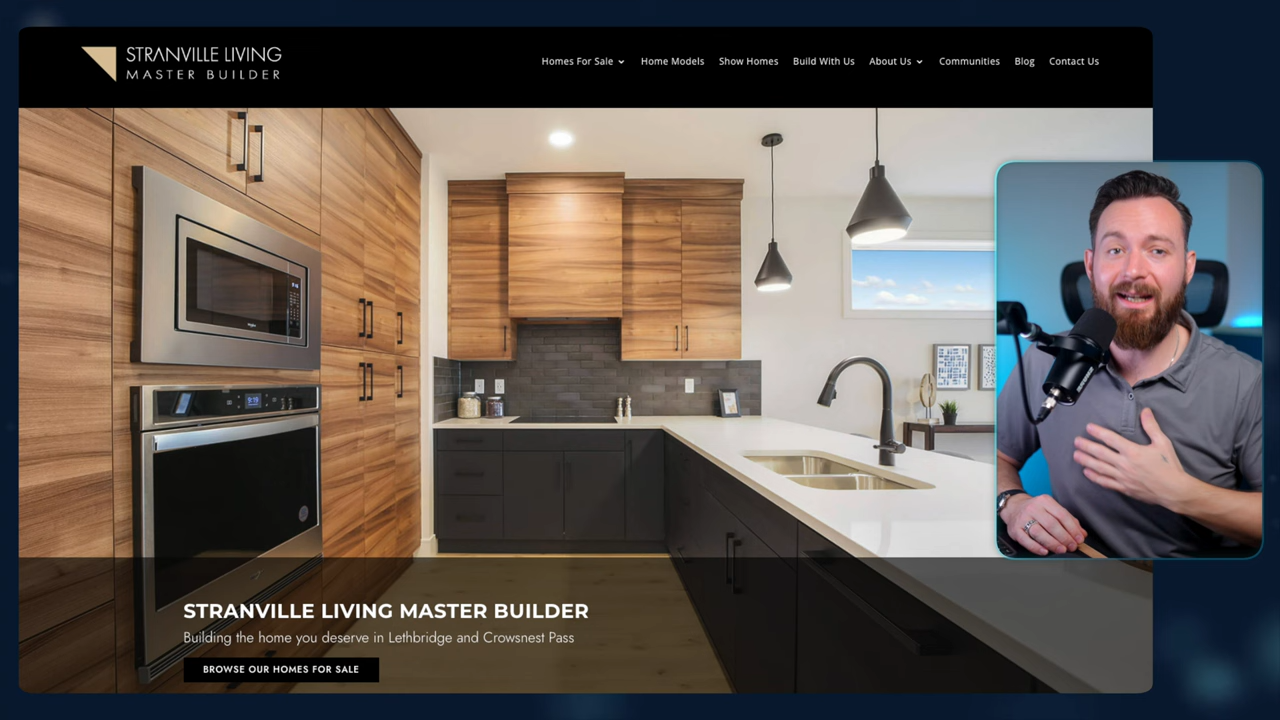 STRANVILLE LIVING
MASTER BUILDER
Homes For Sale
Home Models
Show Homes
Build With Us
About Us
Communities
Blog
Contact Us
STRANVILLE LIVING MASTER BUILDER
Building the home you deserve in Lethbridge and Crowsnest Pass
BROWSE OUR HOMES FOR SALE